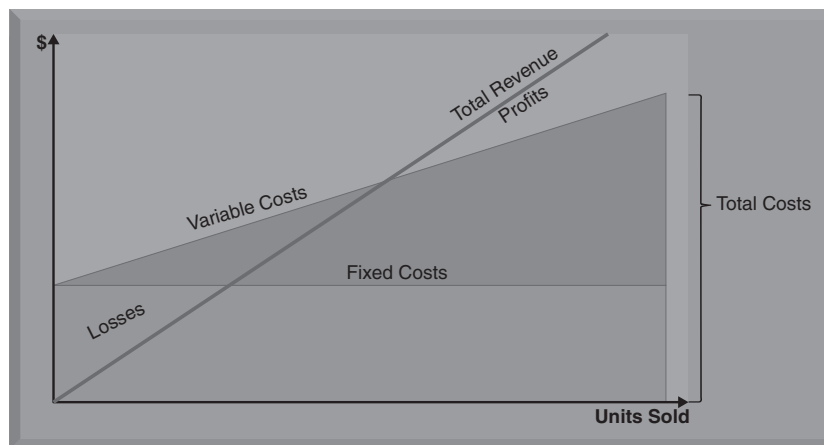 $
Total Revenue
Profits
Variable Costs
Total Costs
Fixed Costs
Losses
Units Sold